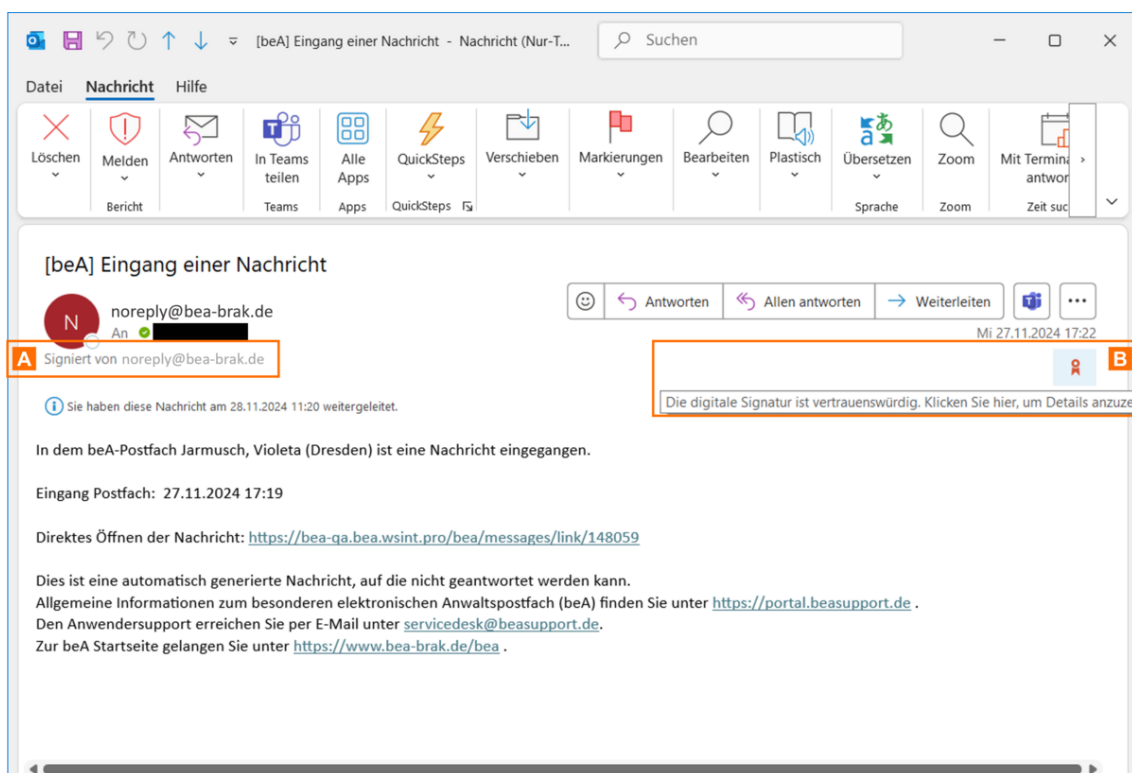 [beA] Eingang einer Nachricht - Nachricht (Nur-T...
Suchen
Datei Nachricht Hilfe
Löschen
Melden
Antworten
In Teams
teilen
Alle
Apps
QuickSteps
Verschieben
Markierungen
Bearbeiten
Plastisch
Übersetzen
Zoom
Mit Termina
antwor
Bericht
Teams
Apps
QuickSteps
Sprache
Zoom
Zeit suc
[beA] Eingang einer Nachricht
N
noreply@bea-brak.de
An
Antworten
Allen antworten
Weiterleiten
Mi 27.11.2024 17:22
A
Signiert von noreply@bea-brak.de
B
Die digitale Signatur ist vertrauenswürdig. Klicken Sie hier, um Details anzuze
Sie haben diese Nachricht am 28.11.2024 11:20 weitergeleitet.
In dem beA-Postfach Jarmusch, Violeta (Dresden) ist eine Nachricht eingegangen.
Eingang Postfach: 27.11.2024 17:19
Direktes Öffnen der Nachricht: https://bea-qa.bea.wsint.pro/bea/messages/link/148059
Dies ist eine automatisch generierte Nachricht, auf die nicht geantwortet werden kann.
Allgemeine Informationen zum besonderen elektronischen Anwaltspostfach (beA) finden Sie unter https://portal.beasupport.de .
Den Anwendersupport erreichen Sie per E-Mail unter servicedesk@beasupport.de.
Zur beA Startseite gelangen Sie unter https://www.bea-brak.de/bea .